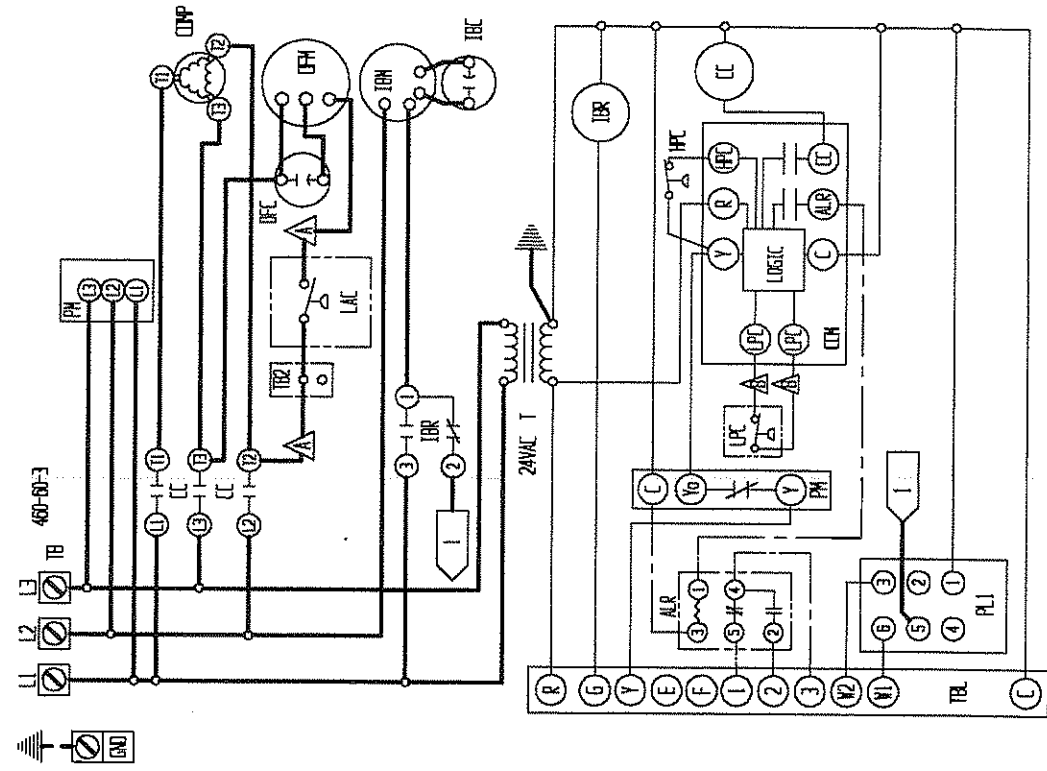 460-60-3
TB
L1
L2
L3
GND
PM
L3
L2
L1
COMP
T1
T2
T3
L1
T1
CC
L3
T3
CC
L2
T2
OFM
OFC
A
A
TB2
LAC
IBM
IBC
3
1
IBR
2
1
24VAC T
IBR
CC
HPC
HPC
R
Y
CC
ALR
C
LOGIC
LPC
LPC
CCM
B
B
LPC
C
Yo
Y
PM
ALR
3
1
5
4
2
1
6
3
5
2
4
1
PL1
R
G
Y
E
F
1
2
3
W2
W1
TBL
C